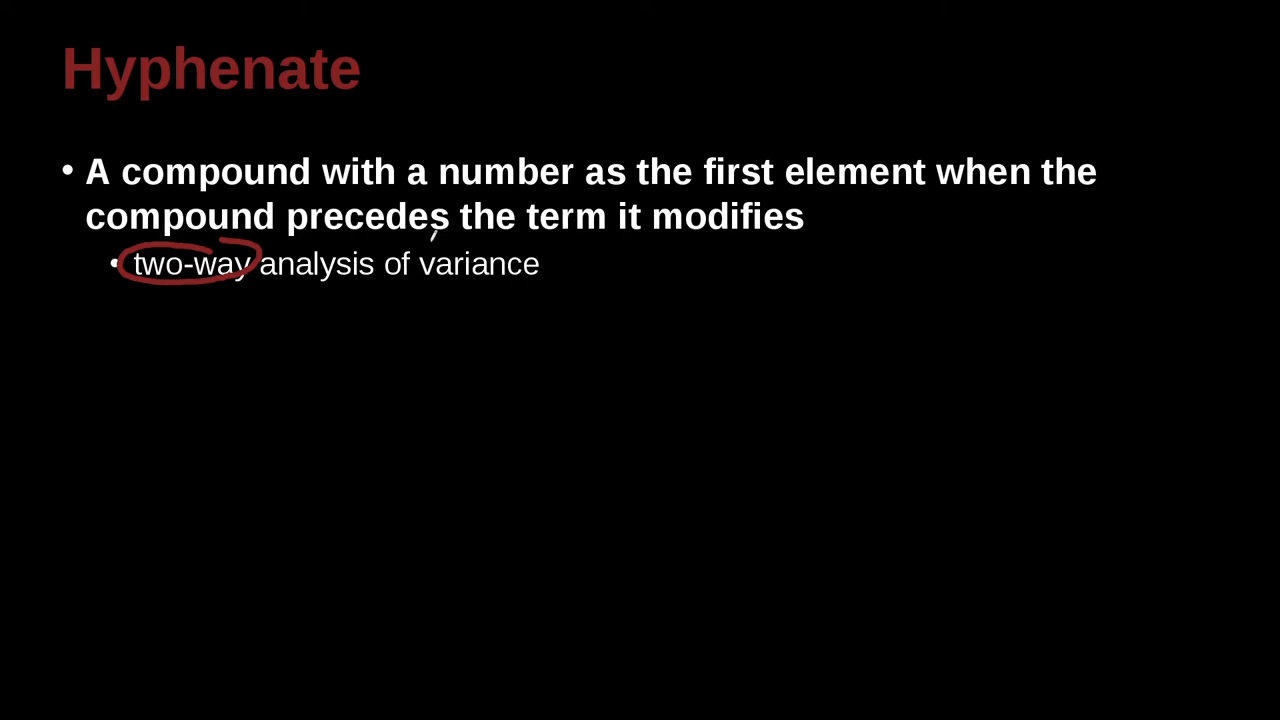 Hyphenate
• A compound with a number as the first element when the
compound precedes the term it modifies
• two-way analysis of variance